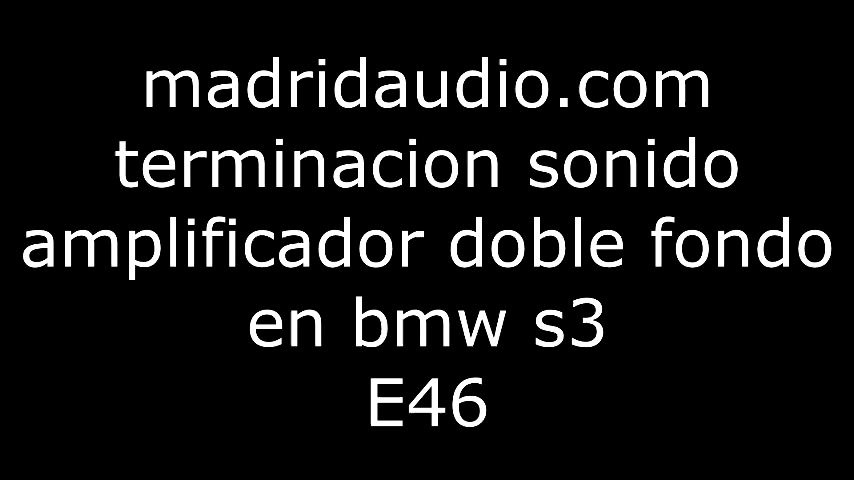 madridaudio.com
terminacion sonido
amplificador doble fondo
en bmw s3
E46